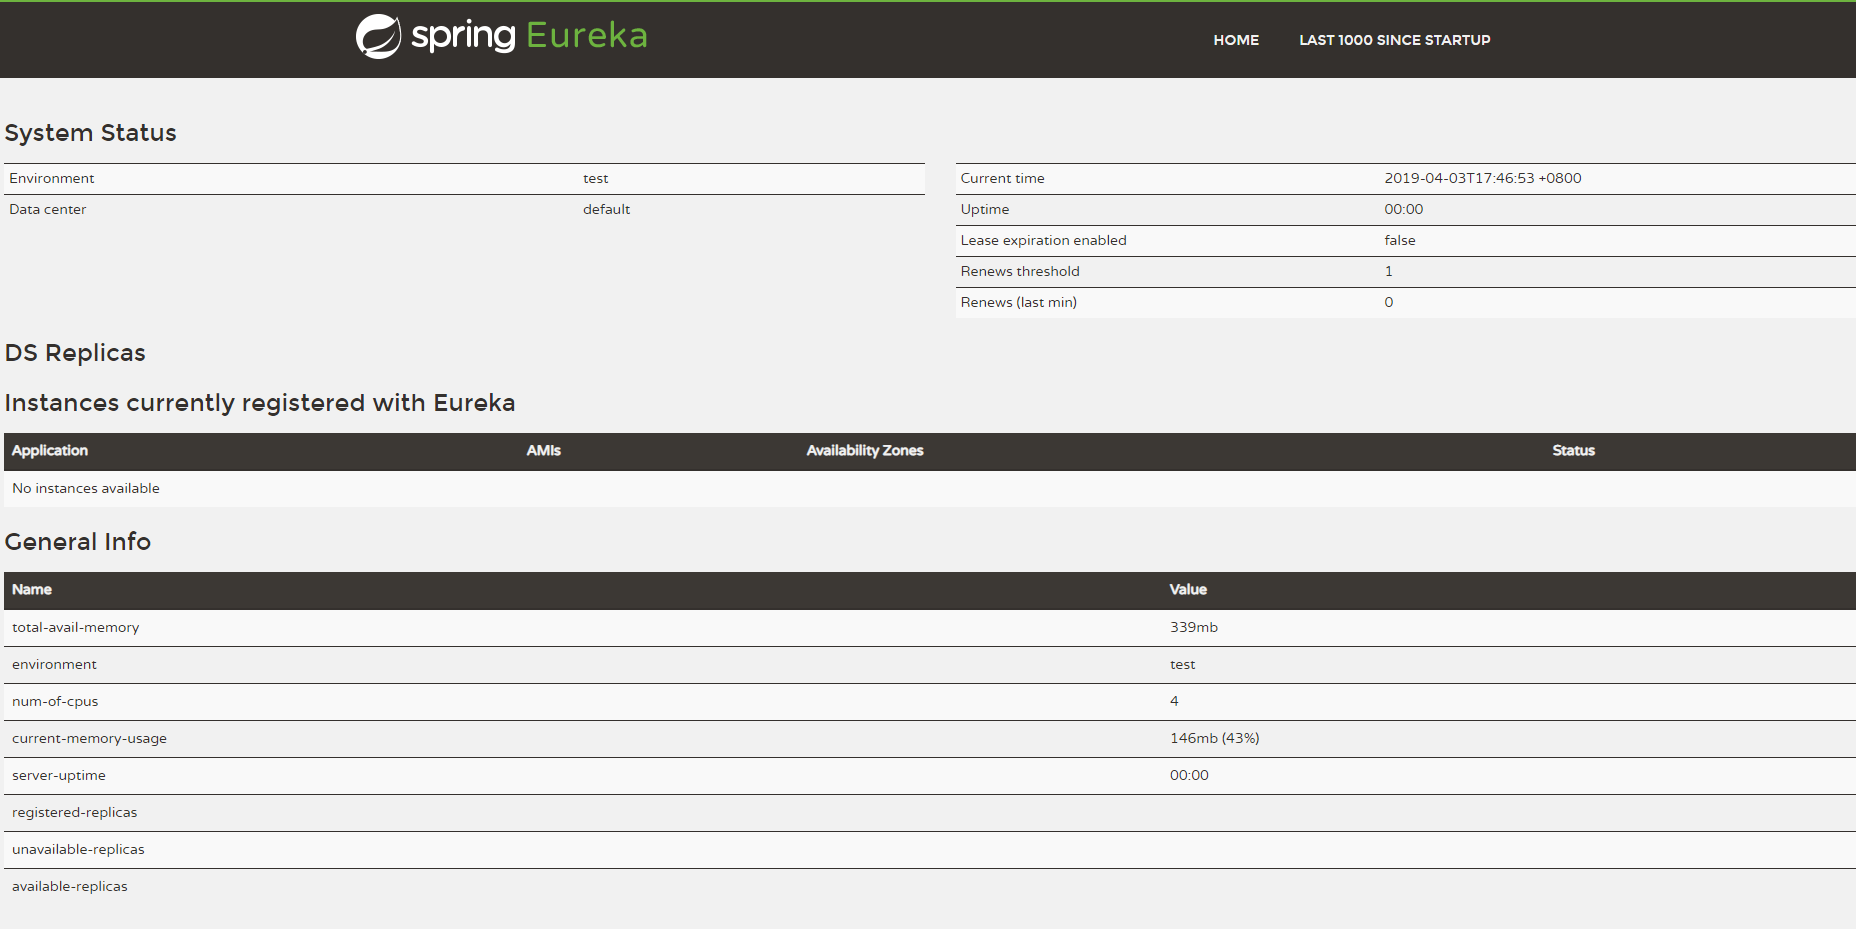 spring Eureka
HOME LAST 1000 SINCE STARTUP
System Status
Environment test
Data center default
Current time 2019-04-03T17:46:53 +0800
Uptime 00:00
Lease expiration enabled false
Renews threshold 1
Renews (last min) 0
DS Replicas
Instances currently registered with Eureka
Application AMIs Availability Zones Status
No instances available
General Info
Name Value
total-avail-memory 339mb
environment test
num-of-cpus 4
current-memory-usage 146mb (43%)
server-uptime 00:00
registered-replicas
unavailable-replicas
available-replicas